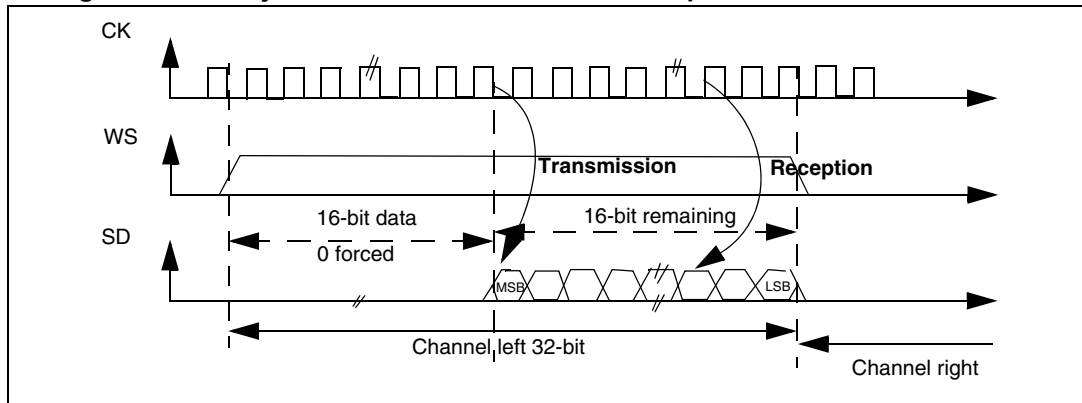 CK
WS
Transmission
Reception
16-bit data
16-bit remaining
SD
0 forced
MSB
LSB
Channel left 32-bit
Channel right